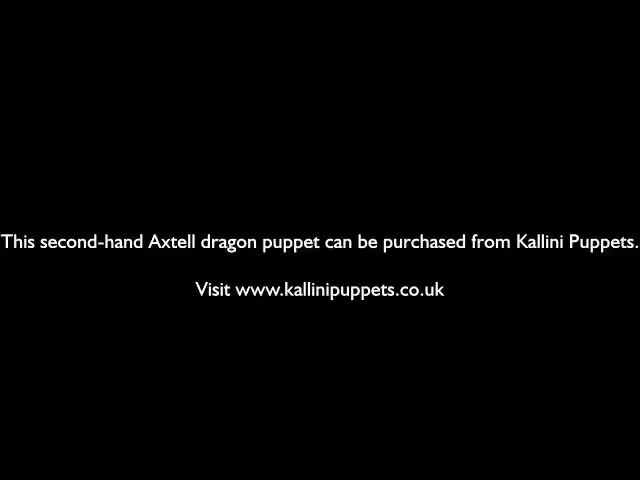 This second-hand Axtell dragon puppet can be purchased from Kallini Puppets.
Visit www.kallinipuppets.co.uk